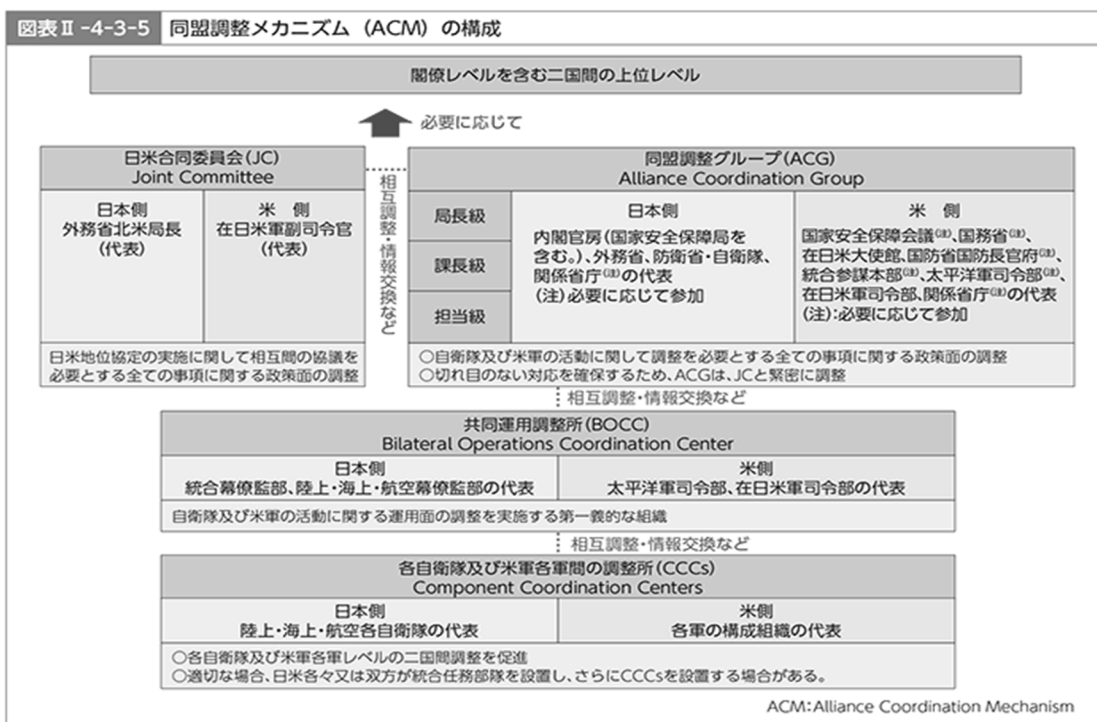 図表Ⅱ-4-3-5 同盟調整メカニズム（ACM）の構成
閣僚レベルを含む二国間の上位レベル
必要に応じて
日米合同委員会（JC）
Joint Committee
日本側
外務省北米局長
（代表）
米　側
在日米軍副司令官
（代表）
日米地位協定の実施に関して相互間の協議を
必要とする全ての事項に関する政策面の調整
相互調整・情報交換など
同盟調整グループ（ACG）
Alliance Coordination Group
局長級
課長級
担当級
日本側
内閣官房（国家安全保障局を
含む。）、外務省、防衛省・自衛隊、
関係省庁（注）の代表
（注）必要に応じて参加
米　側
国家安全保障会議（注）、国務省（注）、
在日米大使館、国防省国防長官府（注）、
統合参謀本部（注）、太平洋軍司令部（注）、
在日米軍司令部、関係省庁（注）の代表
（注）：必要に応じて参加
○自衛隊及び米軍の活動に関して調整を必要とする全ての事項に関する政策面の調整
○切れ目のない対応を確保するため、ACGは、JCと緊密に調整
相互調整・情報交換など
共同運用調整所（BOCC）
Bilateral Operations Coordination Center
日本側
統合幕僚監部、陸上・海上・航空幕僚監部の代表
米側
太平洋軍司令部、在日米軍司令部の代表
自衛隊及び米軍の活動に関する運用面の調整を実施する第一義的な組織
相互調整・情報交換など
各自衛隊及び米軍各軍間の調整所（CCCs）
Component Coordination Centers
日本側
陸上・海上・航空各自衛隊の代表
米側
各軍の構成組織の代表
○各自衛隊及び米軍各軍レベルの二国間調整を促進
○適切な場合、日米各々又は双方が統合任務部隊を設置し、さらにCCCsを設置する場合がある。
ACM：Alliance Coordination Mechanism